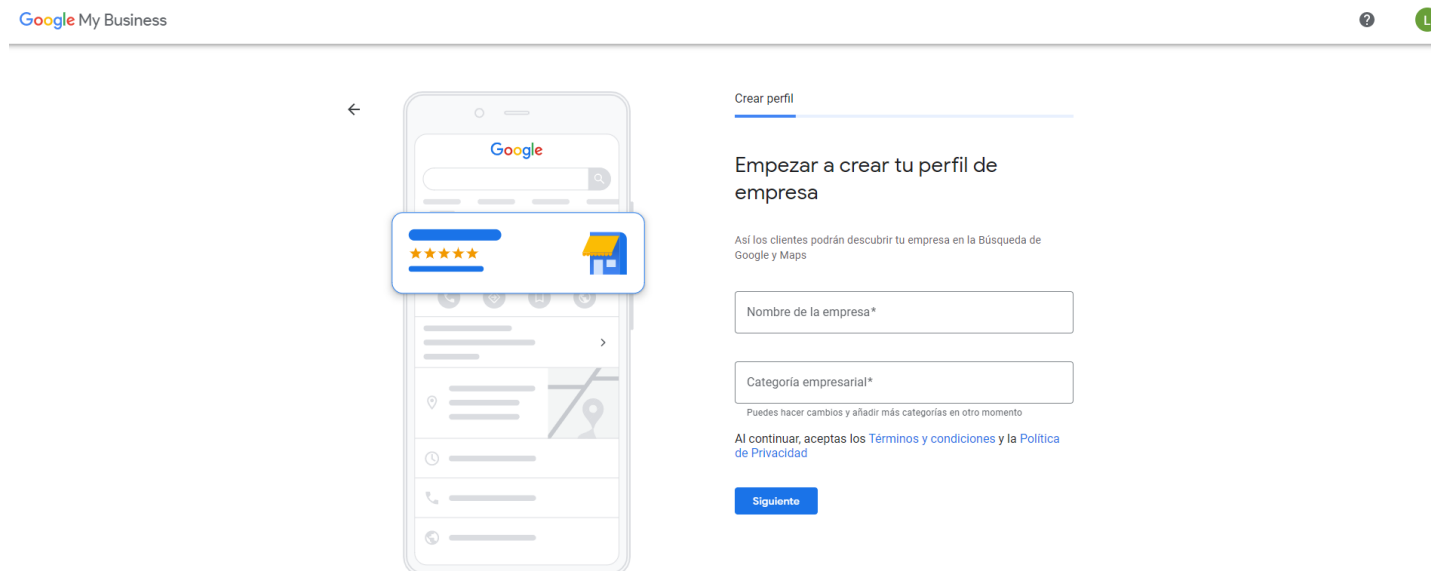 Google My Business
L
Crear perfil
Google
Empezar a crear tu perfil de
empresa
Así los clientes podrán descubrir tu empresa en la Búsqueda de
Google y Maps
Nombre de la empresa*
Categoría empresarial*
Puedes hacer cambios y añadir más categorías en otro momento
Al continuar, aceptas los Términos y condiciones y la Política
de Privacidad
Siguiente